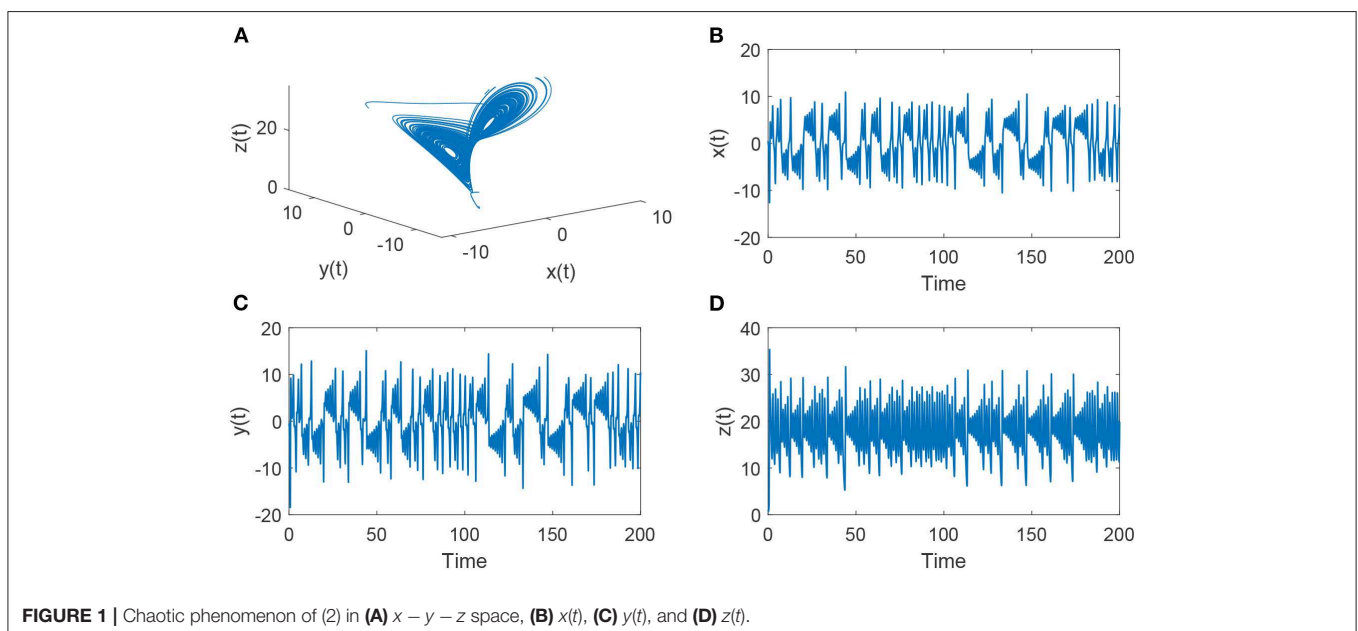 A
z(t)
20
0
10
0
-10
y(t)
-10
0
10
x(t)
B
20
10
0
-10
-20
x(t)
0
50
100
150
200
Time
C
20
10
0
-10
-20
y(t)
0
50
100
150
200
Time
D
40
30
20
10
0
z(t)
0
50
100
150
200
Time
FIGURE 1 | Chaotic phenomenon of (2) in (A) x − y − z space, (B) x(t), (C) y(t), and (D) z(t).